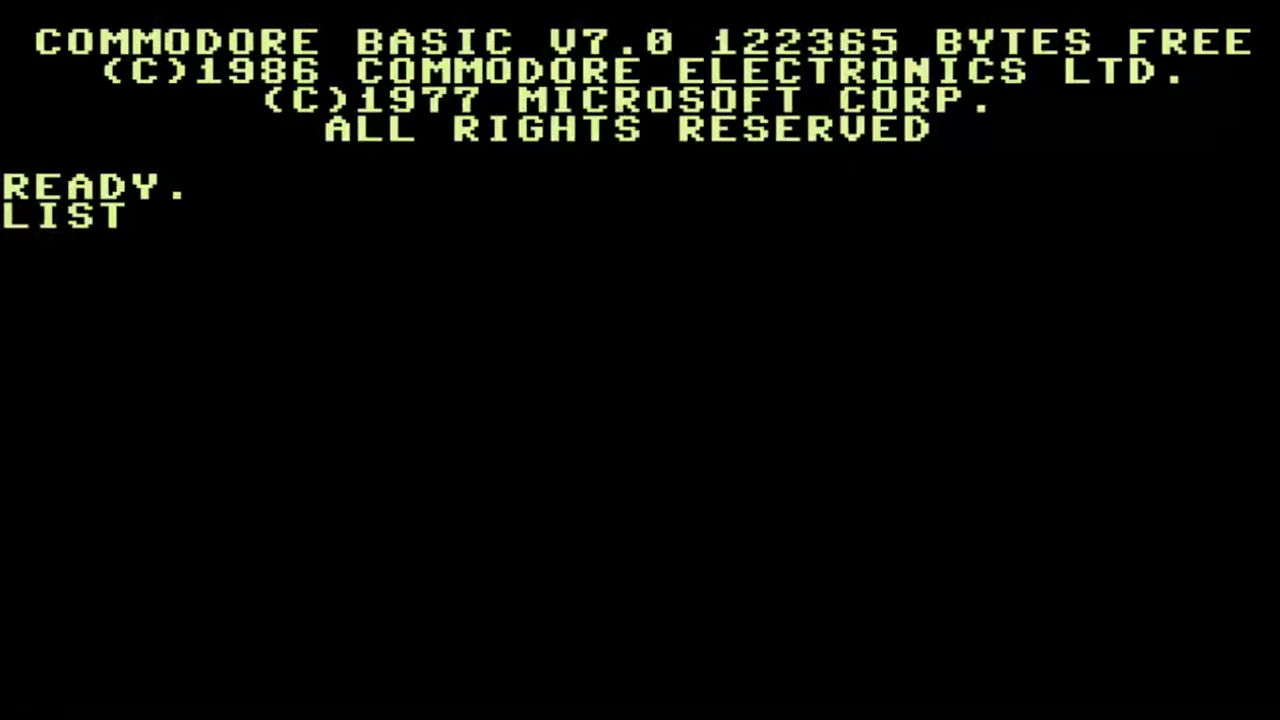 COMMODORE BASIC V7.0 122365 BYTES FREE
(C)1986 COMMODORE ELECTRONICS LTD.
(C)1977 MICROSOFT CORP.
ALL RIGHTS RESERVED
READY.
LIST